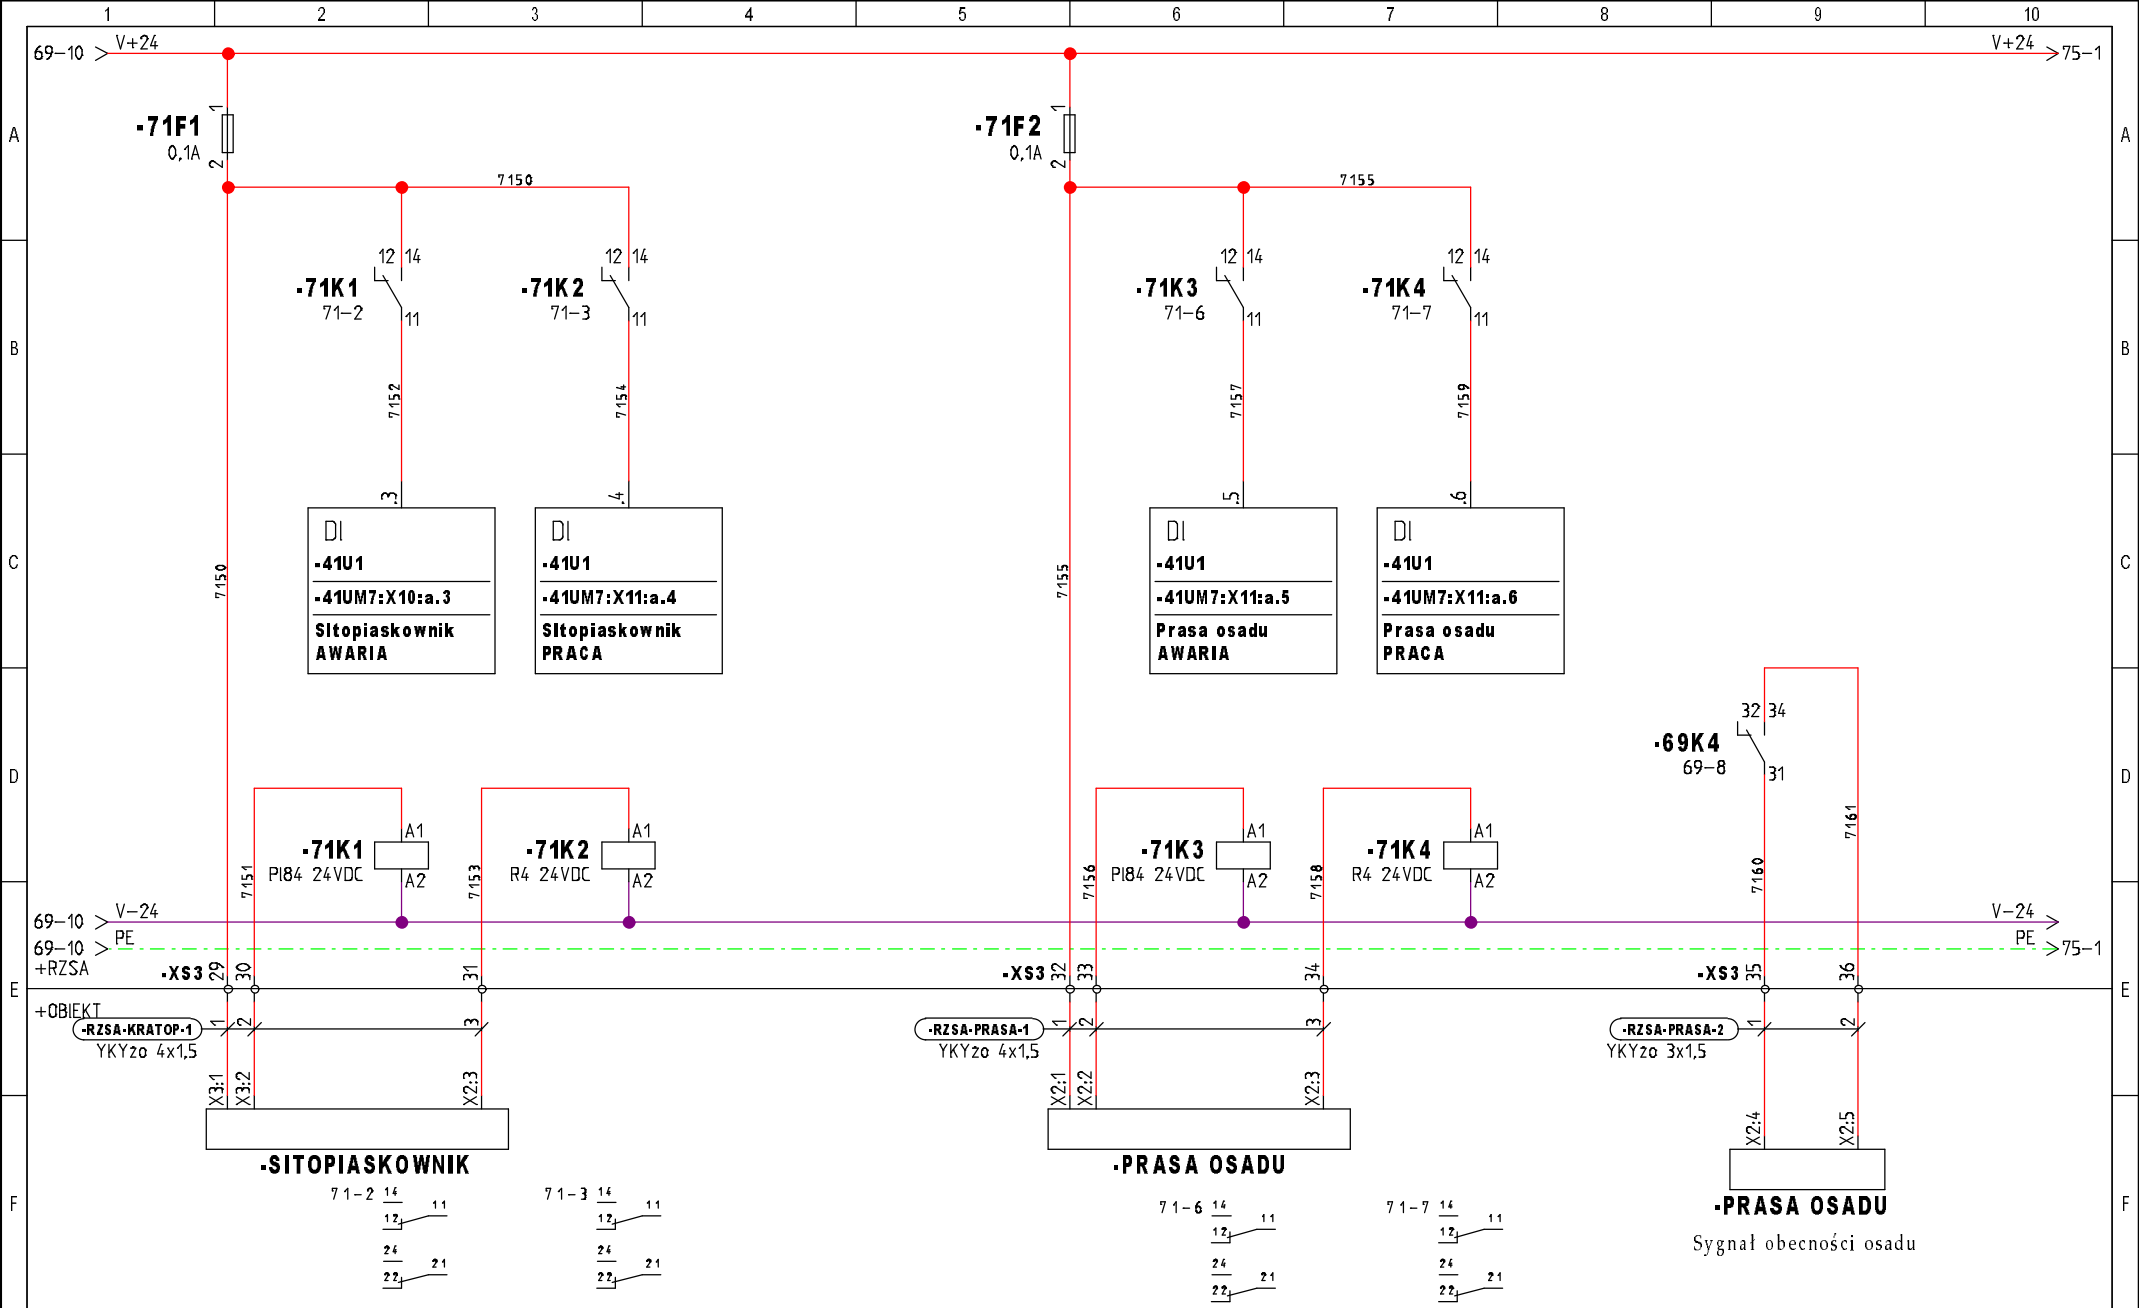 1 2 3 4 5 6 7 8 9 10
69-10 V+24 V+24 75-1
A A
-71F1 1
0,1A 2
-71F2 1
0,1A 2
7150 7155
12 14 12 14 12 14 12 14
-71K1 -71K2 -71K3 -71K4
71-2 11 71-3 11 71-6 11 71-7 11
B B
7152 7154 7157 7159
.3 .4 .5 .6
DI DI DI DI
-41U1 -41U1 -41U1 -41U1
C 7150 7155 C
-41UM7:X10:a.3 -41UM7:X11:a.4 -41UM7:X11:a.5 -41UM7:X11:a.6
SItopiaskownik SItopiaskownik Prasa osadu Prasa osadu
AWARIA PRACA AWARIA PRACA
32 34
-69K4
69-8 31
D D
7161
A1 A1 A1 A1
-71K1 -71K2 -71K3 -71K4
PI84 24VDC R4 24VDC PI84 24VDC R4 24VDC
A2 A2 A2 A2
7151 7153 7156 7158 7160
69-10 V-24 V-24
69-10 PE PE 75-1
+RZSA
-XS3 29 30 31 -XS3 32 33 34 -XS3 35 36
E E
+OBIEKT
-RZSA-KRATOP-1 1 2 3 -RZSA-PRASA-1 1 2 3 -RZSA-PRASA-2 1 2
YKYżo 4x1,5 YKYżo 4x1,5 YKYżo 3x1,5
X3:1 X3:2 X2:3 X2:1 X2:2 X2:3 X2:4 X2:5
-SITOPIASKOWNIK -PRASA OSADU
F -PRASA OSADU F
Sygnał obecności osadu
71-2 14 11 71-3 14 11 71-6 14 11 71-7 14 11
12 12 12 12
24 21 24 21 24 21 24 21
22 22 22 22